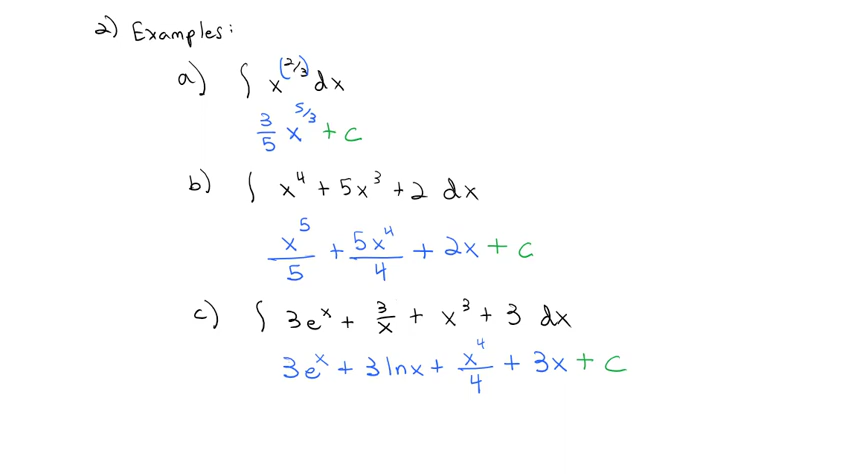 2) Examples:
a) ∫ x^(2/3) dx
3/5 x^5/3 + c
b) ∫ x^4 + 5x^3 + 2 dx
x^5/5 + 5x^4/4 + 2x + c
c) ∫ 3e^x + 3/x + x^3 + 3 dx
3e^x + 3 ln x + x^4/4 + 3x + c